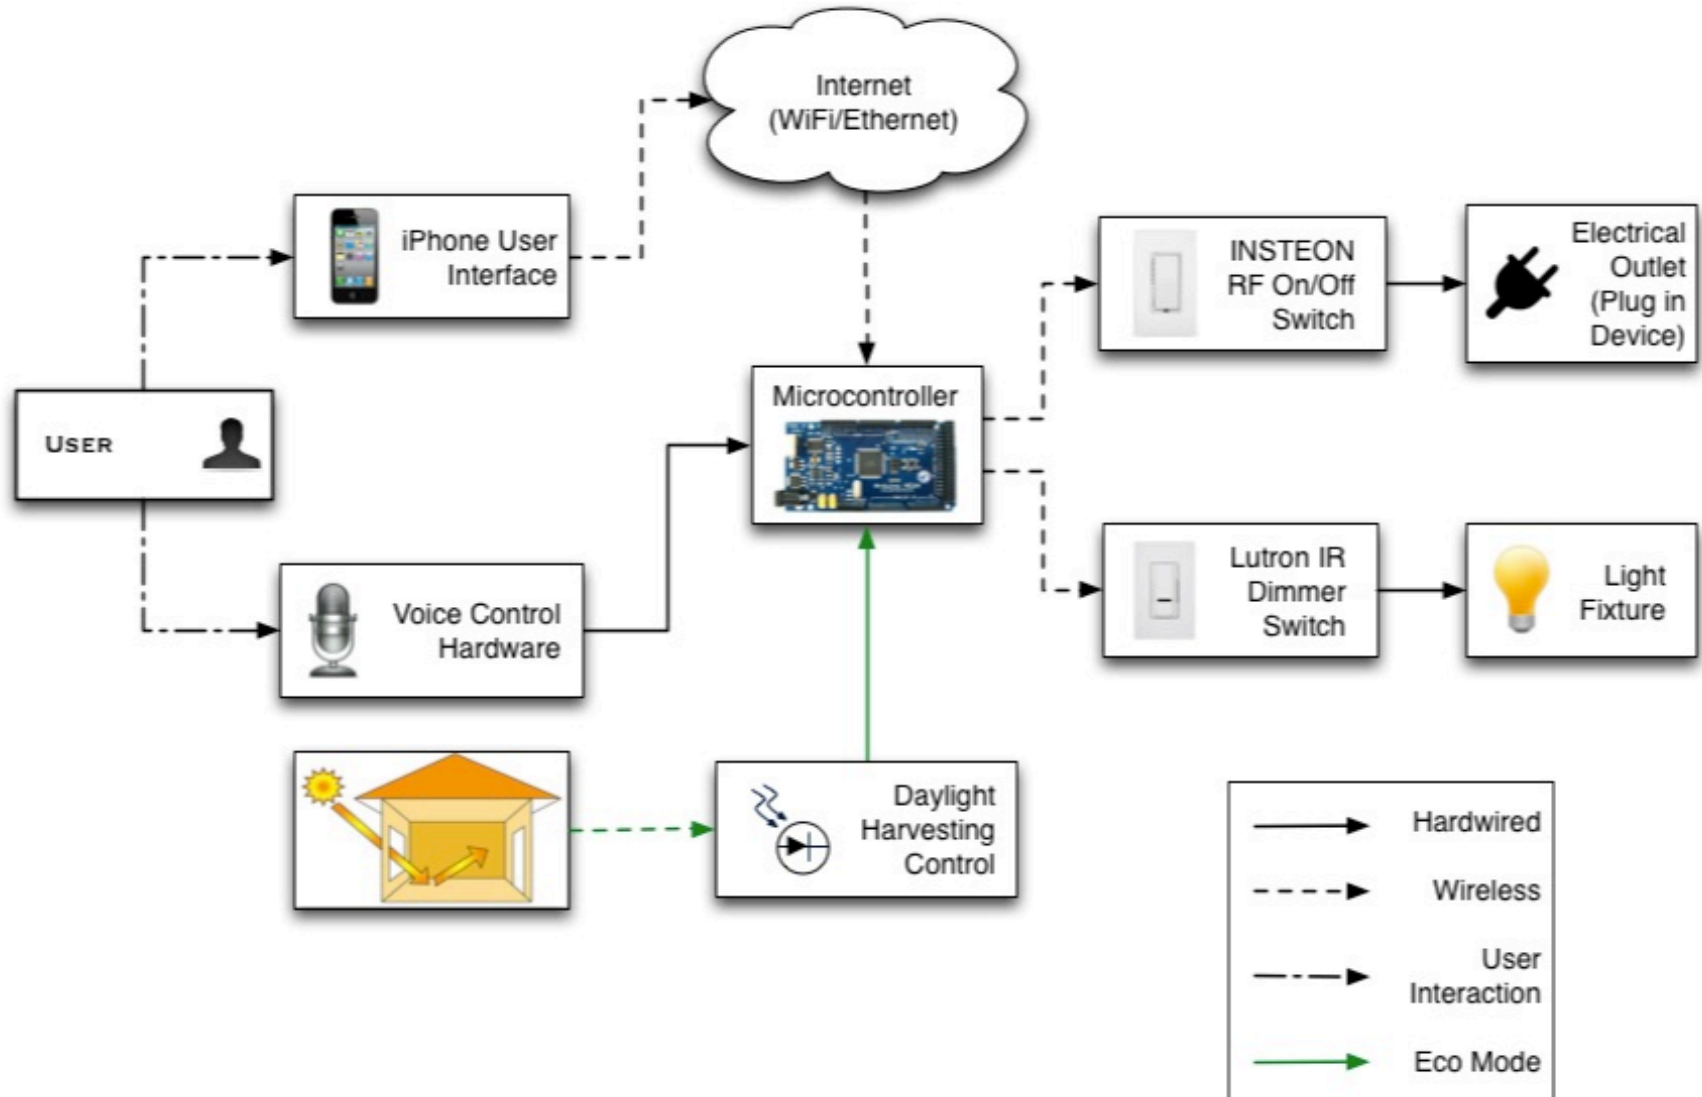 Internet
(WiFi/Ethernet)
iPhone User
Interface
INSTEON
RF On/Off
Switch
Electrical
Outlet
(Plug in
Device)
USER
Microcontroller
Voice Control
Hardware
Lutron IR
Dimmer
Switch
Light
Fixture
Daylight
Harvesting
Control
Hardwired
Wireless
User
Interaction
Eco Mode